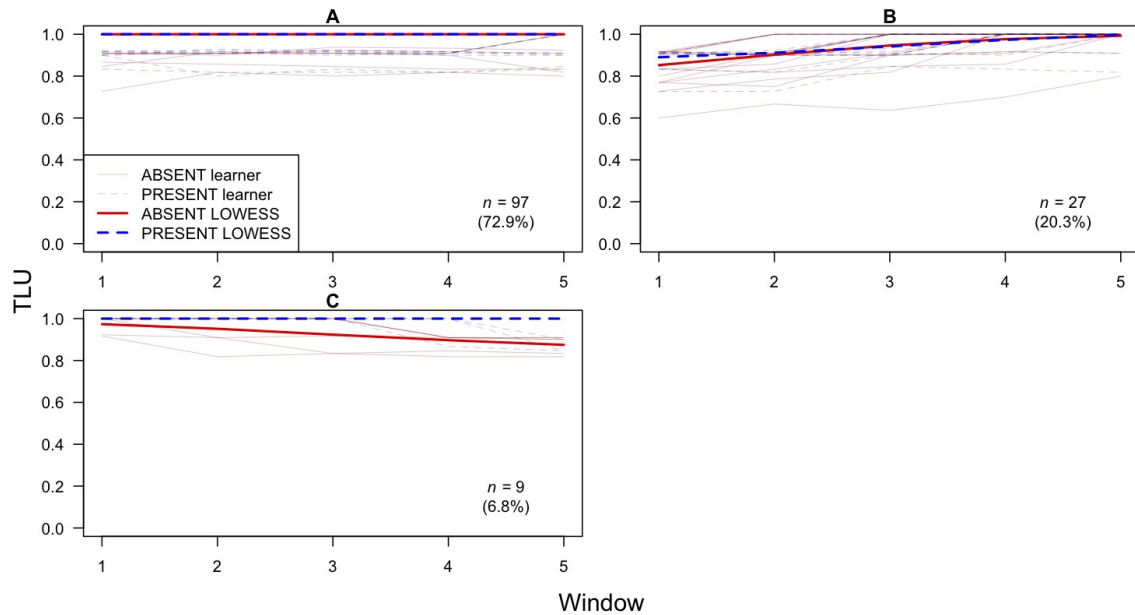 A
1.0
0.8
0.6
0.4
0.2
0.0
ABSENT learner
PRESENT learner
ABSENT LOWESS
PRESENT LOWESS
n = 97
(72.9%)
1 2 3 4 5
B
1.0
0.8
0.6
0.4
0.2
0.0
n = 27
(20.3%)
1 2 3 4 5
TLU
C
1.0
0.8
0.6
0.4
0.2
0.0
n = 9
(6.8%)
1 2 3 4 5
Window